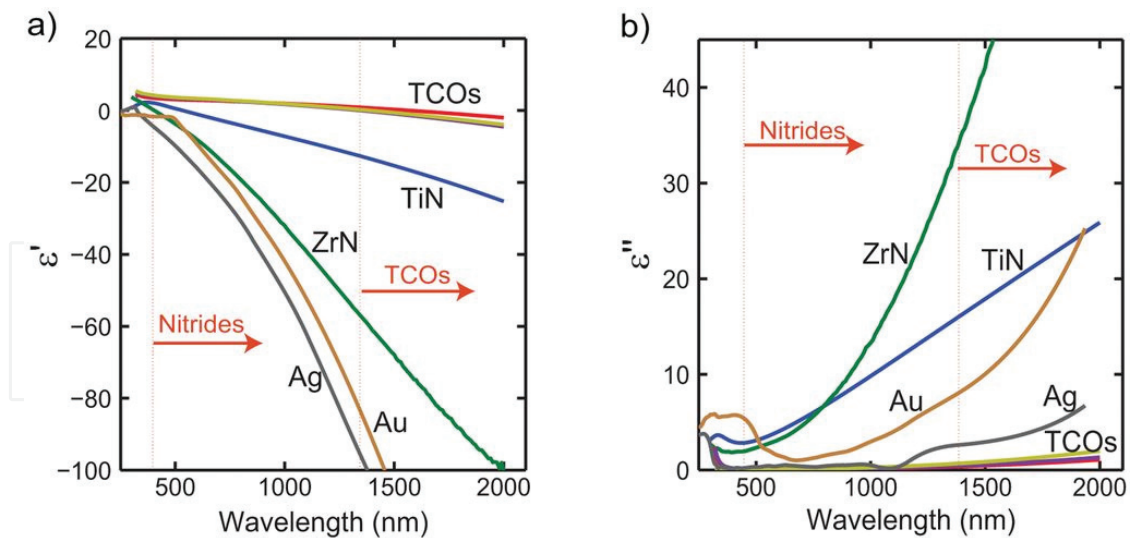 a)
20
0
−20
−40
−60
−80
−100
ε'
TCOs
TiN
ZrN
TCOs
Nitrides
Ag
Au
500
1000
1500
2000
Wavelength (nm)
b)
40
30
20
10
0
ε"
Nitrides
TCOs
ZrN
TiN
Au
Ag
TCOs
500
1000
1500
2000
Wavelength (nm)